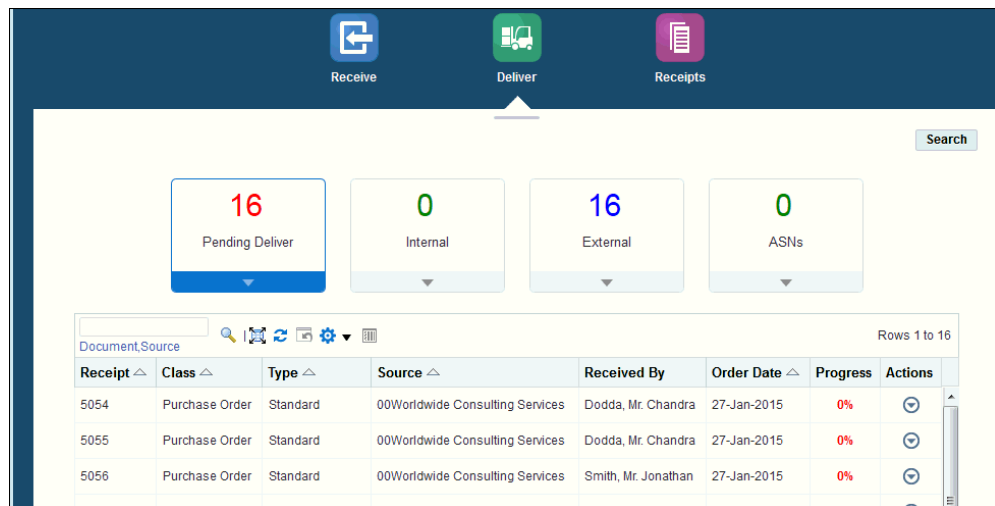 Receive Deliver Receipts
Search
16 0 16 0
Pending Deliver Internal External ASNs
Document,Source
Rows 1 to 16
Receipt Class Type Source Received By Order Date Progress Actions
5054 Purchase Order Standard 00Worldwide Consulting Services Dodda, Mr. Chandra 27-Jan-2015 0%
5055 Purchase Order Standard 00Worldwide Consulting Services Dodda, Mr. Chandra 27-Jan-2015 0%
5056 Purchase Order Standard 00Worldwide Consulting Services Smith, Mr. Jonathan 27-Jan-2015 0%